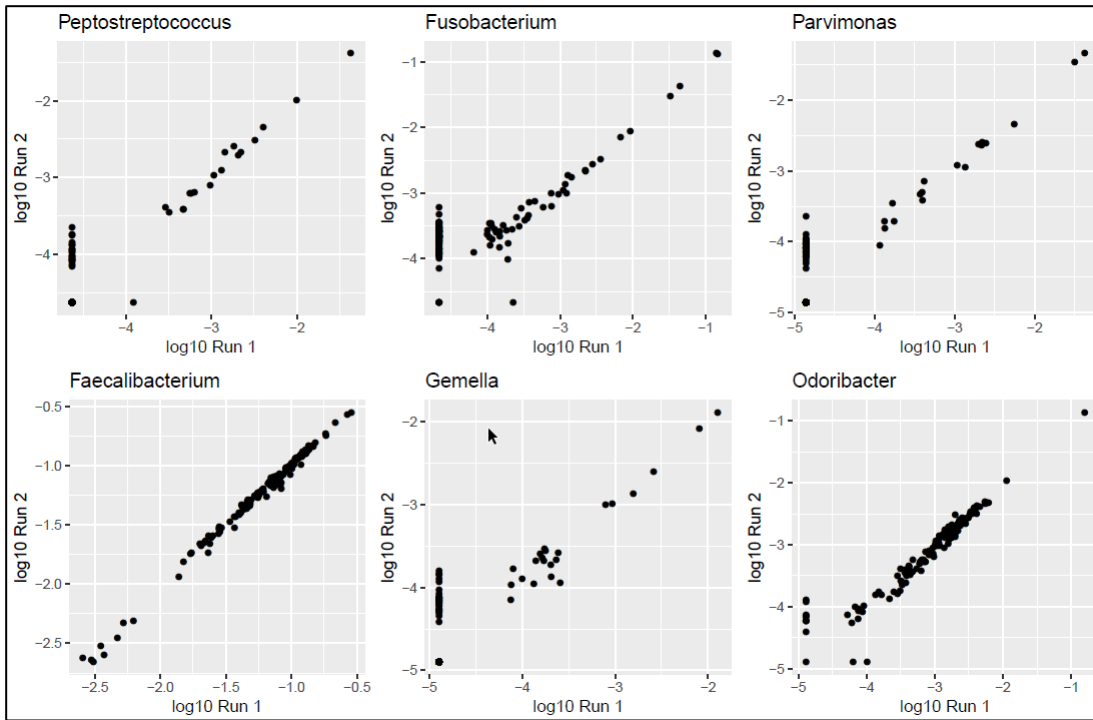 Peptostreptococcus
Fusobacterium
Parvimonas
log10 Run 2
−2
−3
−4
−4
−3
−2
log10 Run 1
log10 Run 2
−1
−2
−3
−4
−4
−3
−2
−1
log10 Run 1
log10 Run 2
−2
−3
−4
−5
−5
−4
−3
−2
log10 Run 1
Faecalibacterium
Gemella
Odoribacter
log10 Run 2
−0.5
−1.0
−1.5
−2.0
−2.5
−2.5
−2.0
−1.5
−1.0
−0.5
log10 Run 1
log10 Run 2
−2
−3
−4
−5
−5
−4
−3
−2
log10 Run 1
log10 Run 2
−1
−2
−3
−4
−5
−5
−4
−3
−2
−1
log10 Run 1